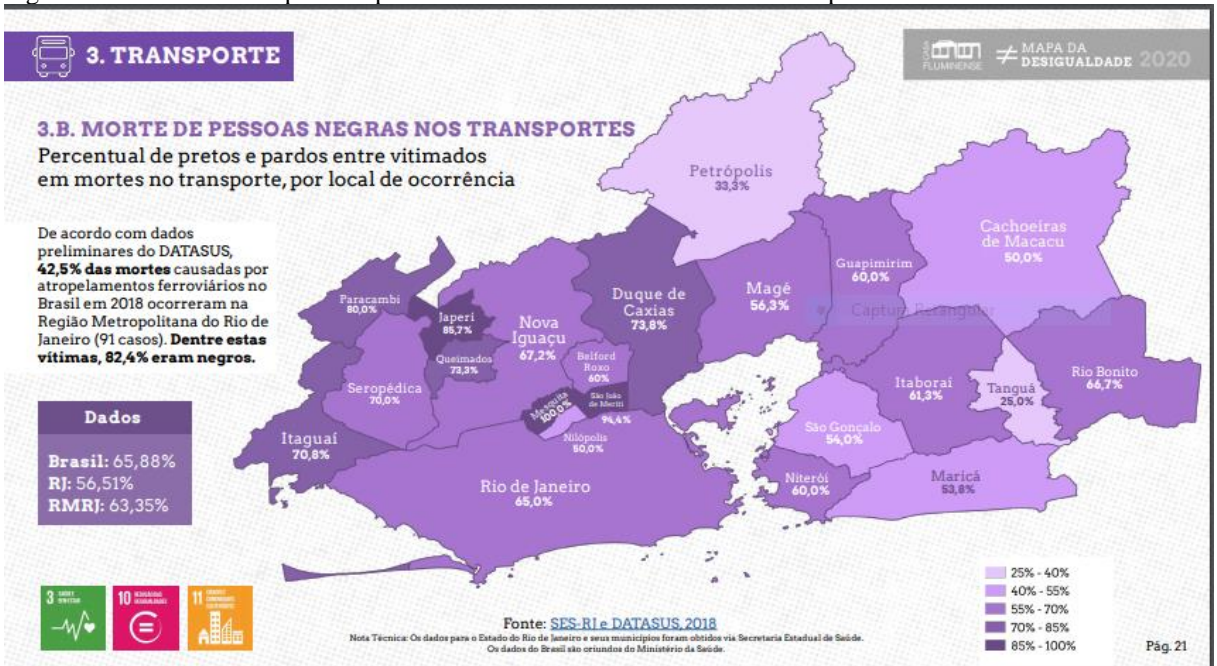 3. TRANSPORTE
CASA
FLUMINENSE
≠ MAPA DA
DESIGUALDADE 2020
3.B. MORTE DE PESSOAS NEGRAS NOS TRANSPORTES
Percentual de pretos e pardos entre vitimados
em mortes no transporte, por local de ocorrência
De acordo com dados
preliminares do DATASUS,
42,5% das mortes causadas por
atropelamentos ferroviários no
Brasil em 2018 ocorreram na
Região Metropolitana do Rio de
Janeiro (91 casos). Dentre estas
vítimas, 82,4% eram negros.
Dados
Brasil: 65,88%
RJ: 56,51%
RMRJ: 63,35%
Petrópolis
33,3%
Cachoeiras
de Macacu
50,0%
Guapimirim
60,0%
Magé
56,3%
Duque de
Caxias
73,8%
Captura Retangular
Paracambi
80,0%
Japeri
85,7%
Nova
Iguaçu
67,2%
Queimados
73,3%
Belford
Roxo
60%
Seropédica
70,0%
Mesquita
100,0%
São João
de Meriti
94,4%
Nilópolis
50,0%
Itaguaí
70,8%
Rio de Janeiro
65,0%
Itaboraí
61,3%
Tanguá
25,0%
Rio Bonito
66,7%
São Gonçalo
54,0%
Niterói
60,0%
Maricá
53,8%
25% - 40%
40% - 55%
55% - 70%
70% - 85%
85% - 100%
3
10
11
Fonte: SES-RJ e DATASUS, 2018
Nota Técnica: Os dados para o Estado do Rio de Janeiro e seus municípios foram obtidos via Secretaria Estadual de Saúde.
Os dados do Brasil são oriundos do Ministério da Saúde.
Pág. 21